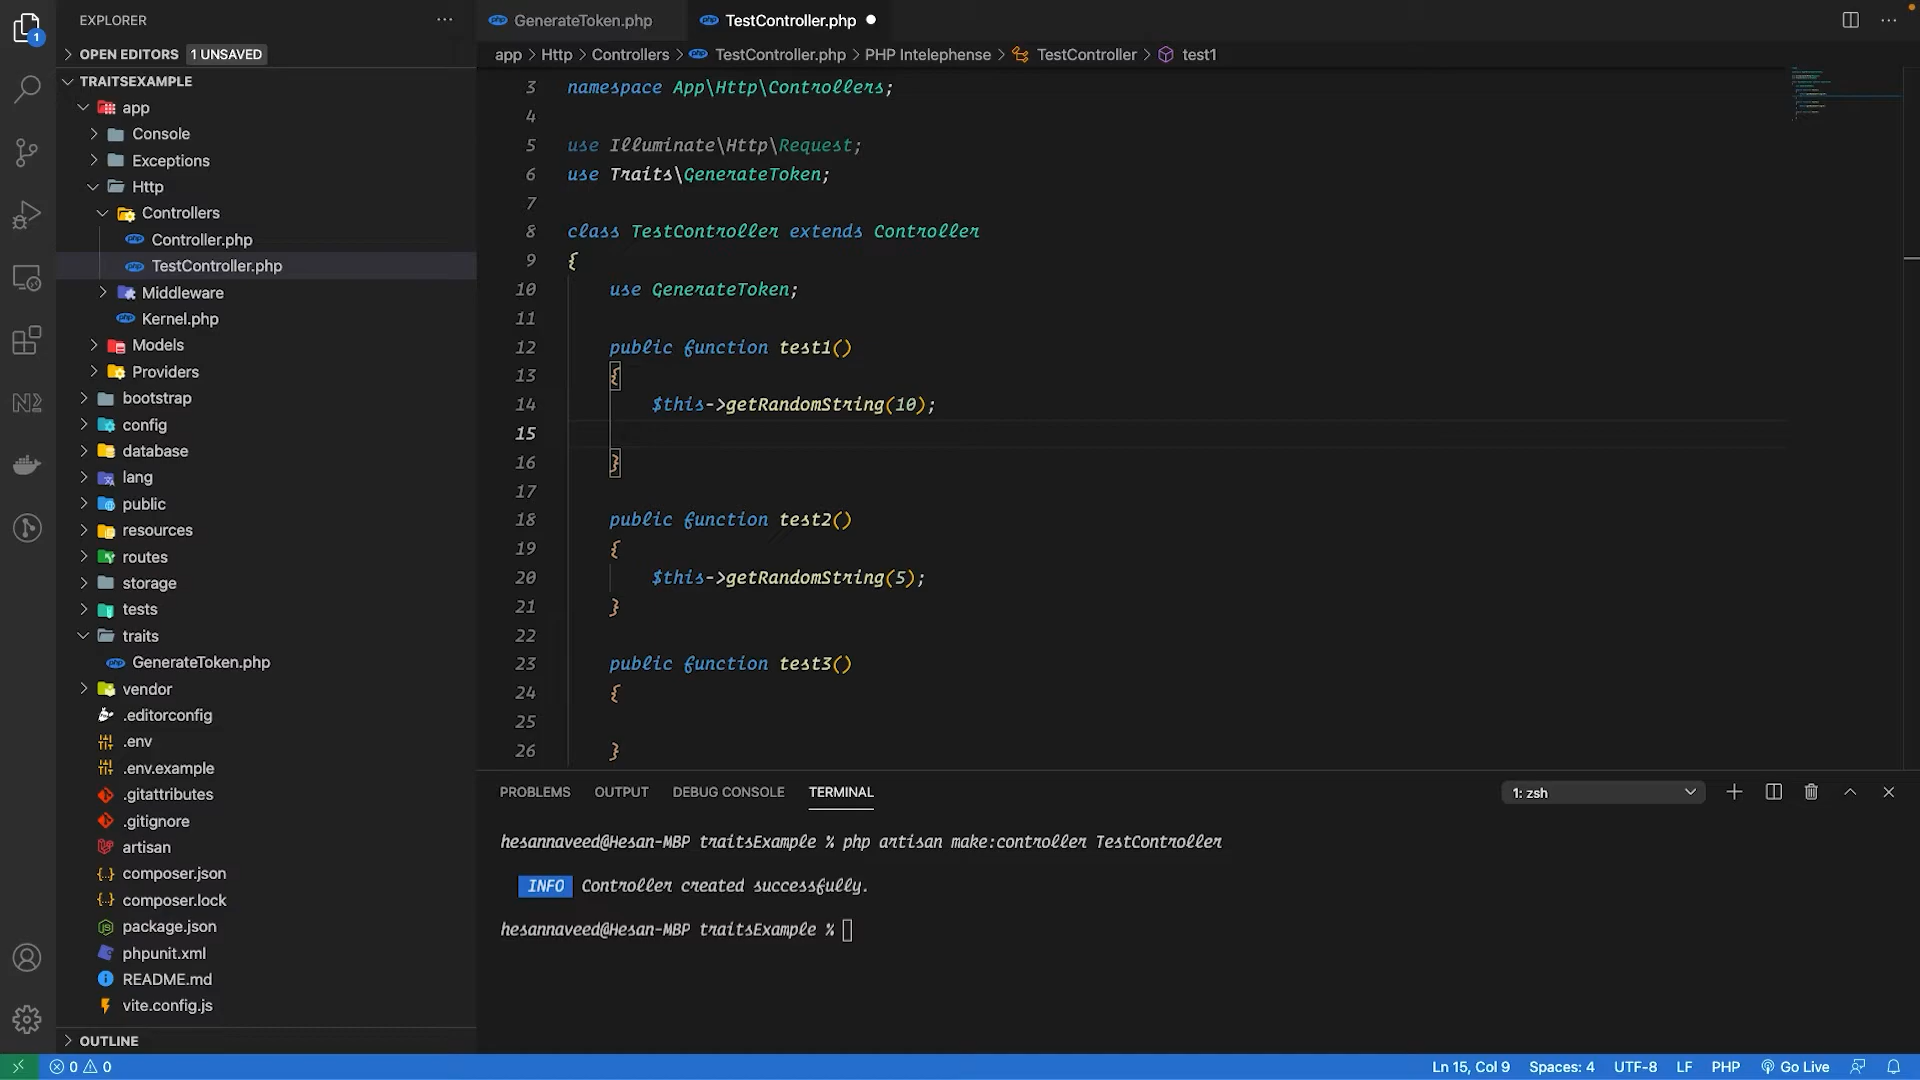 EXPLORER
OPEN EDITORS 1 UNSAVED
TRAITSEXAMPLE
app
Console
Exceptions
Http
Controllers
Controller.php
TestController.php
Middleware
Kernel.php
Models
Providers
bootstrap
config
database
lang
public
resources
routes
storage
tests
traits
GenerateToken.php
vendor
.editorconfig
.env
.env.example
.gitattributes
.gitignore
artisan
composer.json
composer.lock
package.json
phpunit.xml
README.md
vite.config.js
OUTLINE
GenerateToken.php TestController.php
app > Http > Controllers > TestController.php > PHP Intelephense > TestController > test1
3 namespace App\Http\Controllers;
4
5 use Illuminate\Http\Request;
6 use Traits\GenerateToken;
7
8 class TestController extends Controller
9 {
10 use GenerateToken;
11
12 public function test1()
13 {
14 $this->getRandomString(10);
15
16 }
17
18 public function test2()
19 {
20 $this->getRandomString(5);
21 }
22
23 public function test3()
24 {
25
26 }
PROBLEMS OUTPUT DEBUG CONSOLE TERMINAL 1: zsh
hesannaveed@Hesan-MBP traitsExample % php artisan make:controller TestController
INFO Controller created successfully.
hesannaveed@Hesan-MBP traitsExample %
1
0 0 Ln 15, Col 9 Spaces: 4 UTF-8 LF PHP Go Live